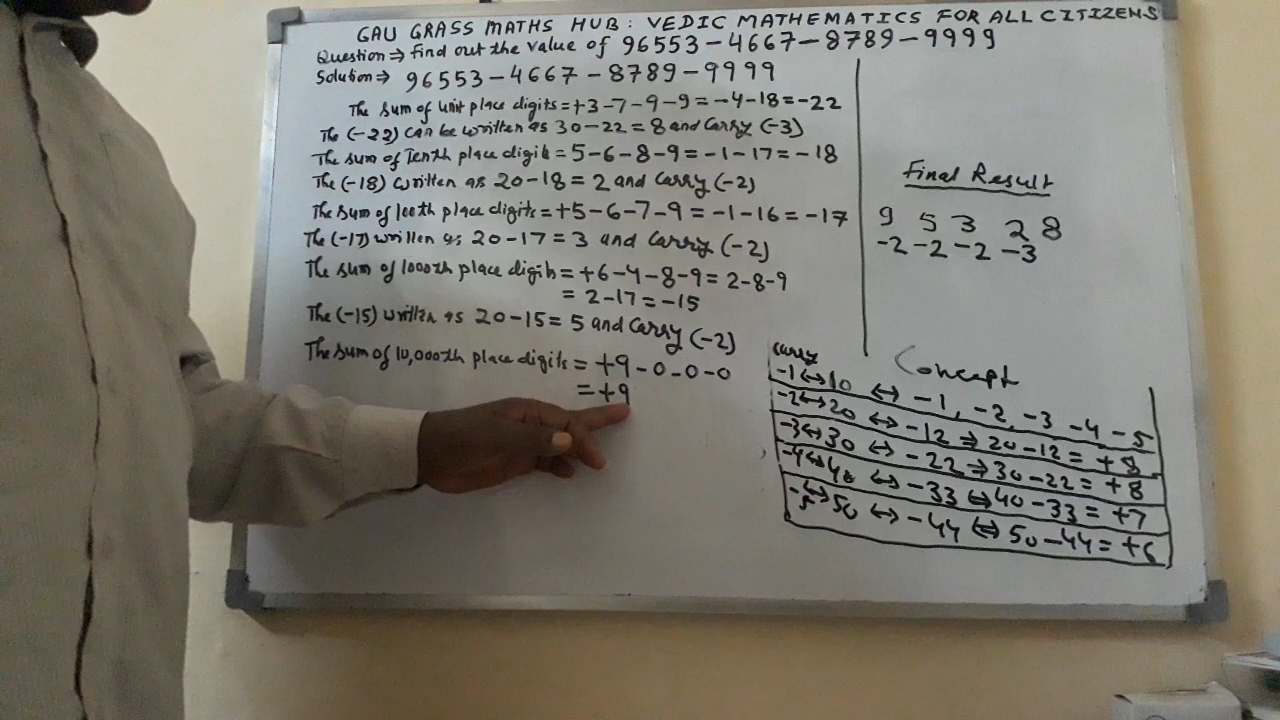 GAU GRASS MATHS HUB : VEDIC MATHEMATICS FOR ALL CITIZENS
Question ⇒ find out the value of 96553-4667-8789-9999
Solution ⇒ 96553-4667-8789-9999
The sum of unit place digits = +3-7-9-9 = -4-18 = -22
The (-22) can be written as 30-22 = 8 and carry (-3)
The sum of Tenth place digit = 5-6-8-9 = -1-17 = -18
The (-18) written as 20-18 = 2 and carry (-2)
The sum of 100th place digits = +5-6-7-9 = -1-16 = -17
The (-17) written as 20-17 = 3 and carry (-2)
The sum of 1000th place digits = +6-4-8-9 = 2-8-9
= 2-17 = -15
The (-15) written as 20-15 = 5 and carry (-2)
The sum of 10,000th place digits = +9-0-0-0
= +9
Final Result
9 5 3 2 8
-2 -2 -2 -3
Concept
carry
-1 ↔ 10 ↔ -1, -2, -3 -4 -5
-2 ↔ 20 ↔ -12 ⇒ 20-12 = +8
-3 ↔ 30 ↔ -22 ⇒ 30-22 = +8
-4 ↔ 40 ↔ -33 ⇔ 40-33 = +7
-5 ↔ 50 ↔ -44 ⇔ 50-44 = +6